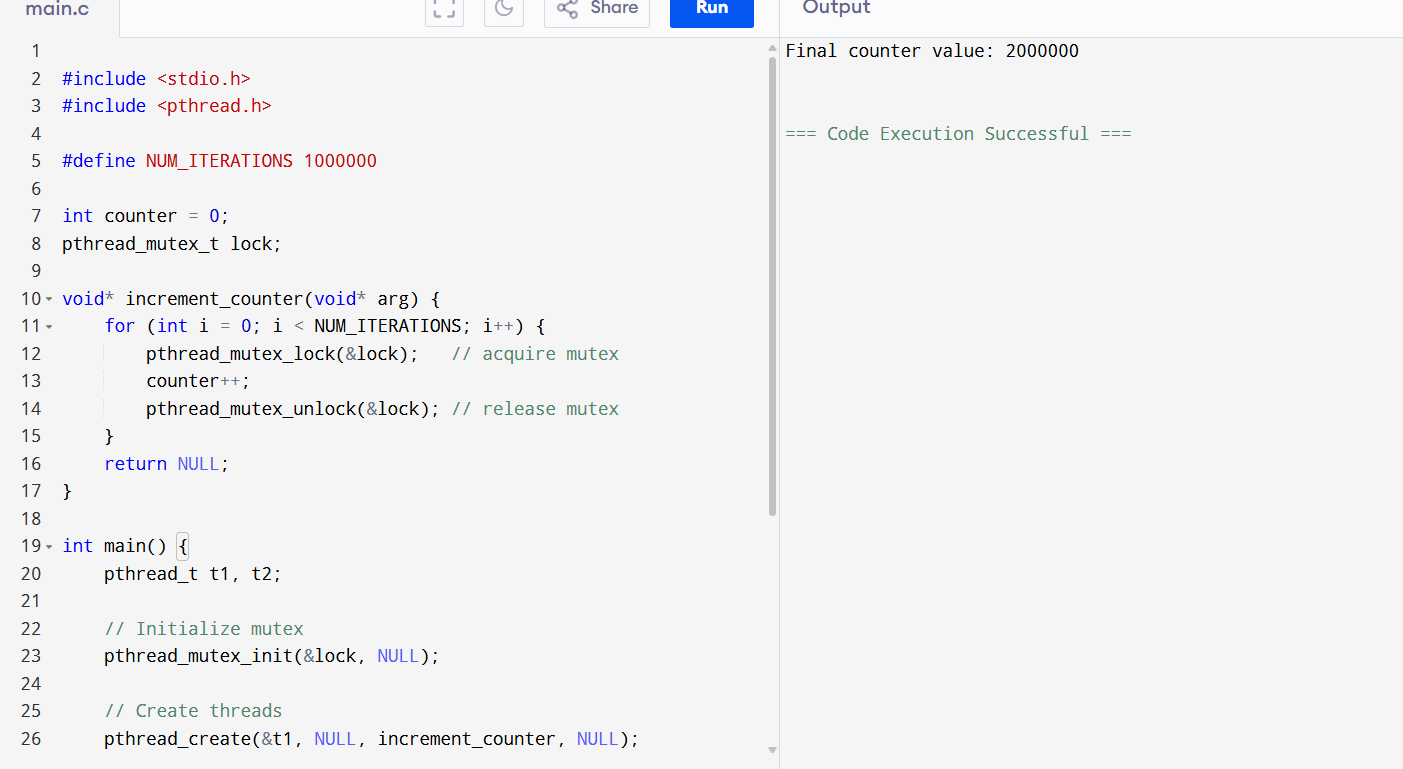 main.c
Share
Run
Output
1
2 #include <stdio.h>
3 #include <pthread.h>
4
5 #define NUM_ITERATIONS 1000000
6
7 int counter = 0;
8 pthread_mutex_t lock;
9
10 void* increment_counter(void* arg) {
11     for (int i = 0; i < NUM_ITERATIONS; i++) {
12         pthread_mutex_lock(&lock);   // acquire mutex
13         counter++;
14         pthread_mutex_unlock(&lock); // release mutex
15     }
16     return NULL;
17 }
18
19 int main() {
20     pthread_t t1, t2;
21
22     // Initialize mutex
23     pthread_mutex_init(&lock, NULL);
24
25     // Create threads
26     pthread_create(&t1, NULL, increment_counter, NULL);
Final counter value: 2000000
=== Code Execution Successful ===